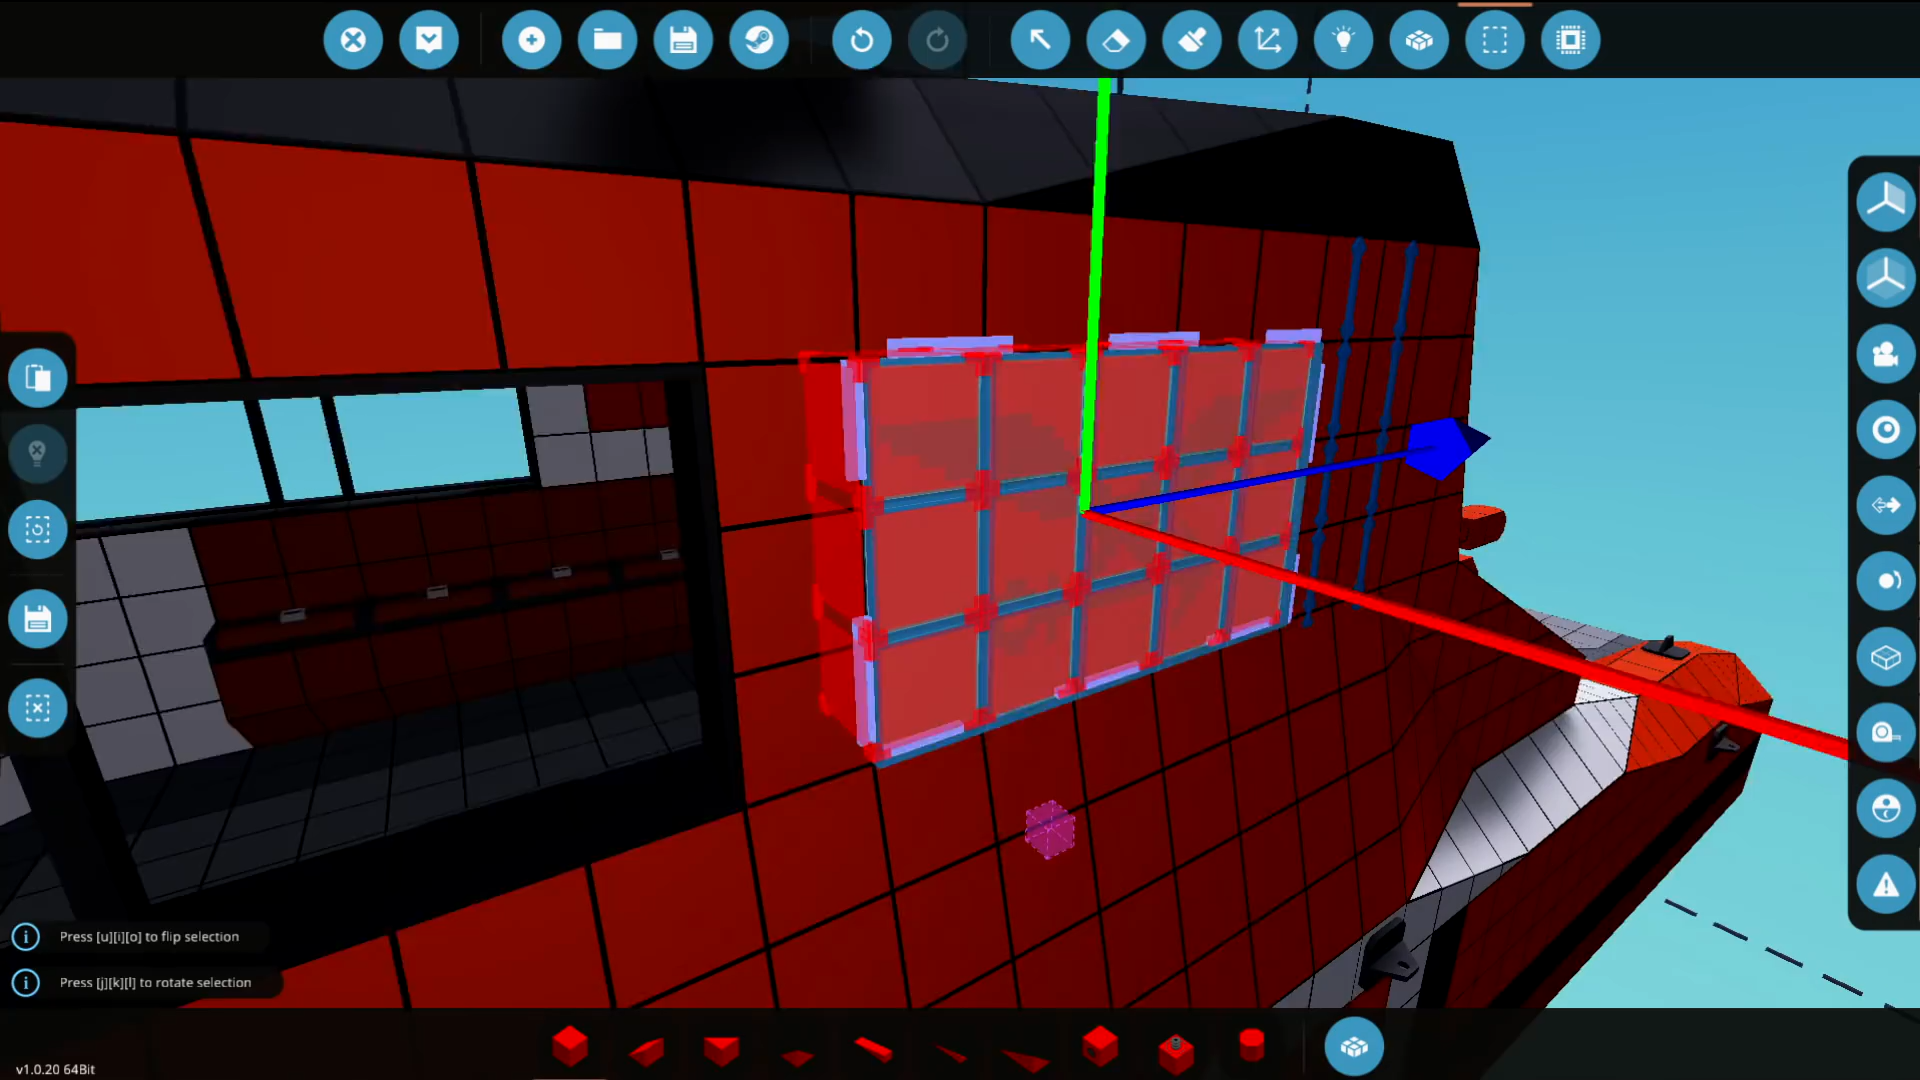 Press [u][i][o] to flip selection
Press [j][k][l] to rotate selection
v1.0.20 64Bit